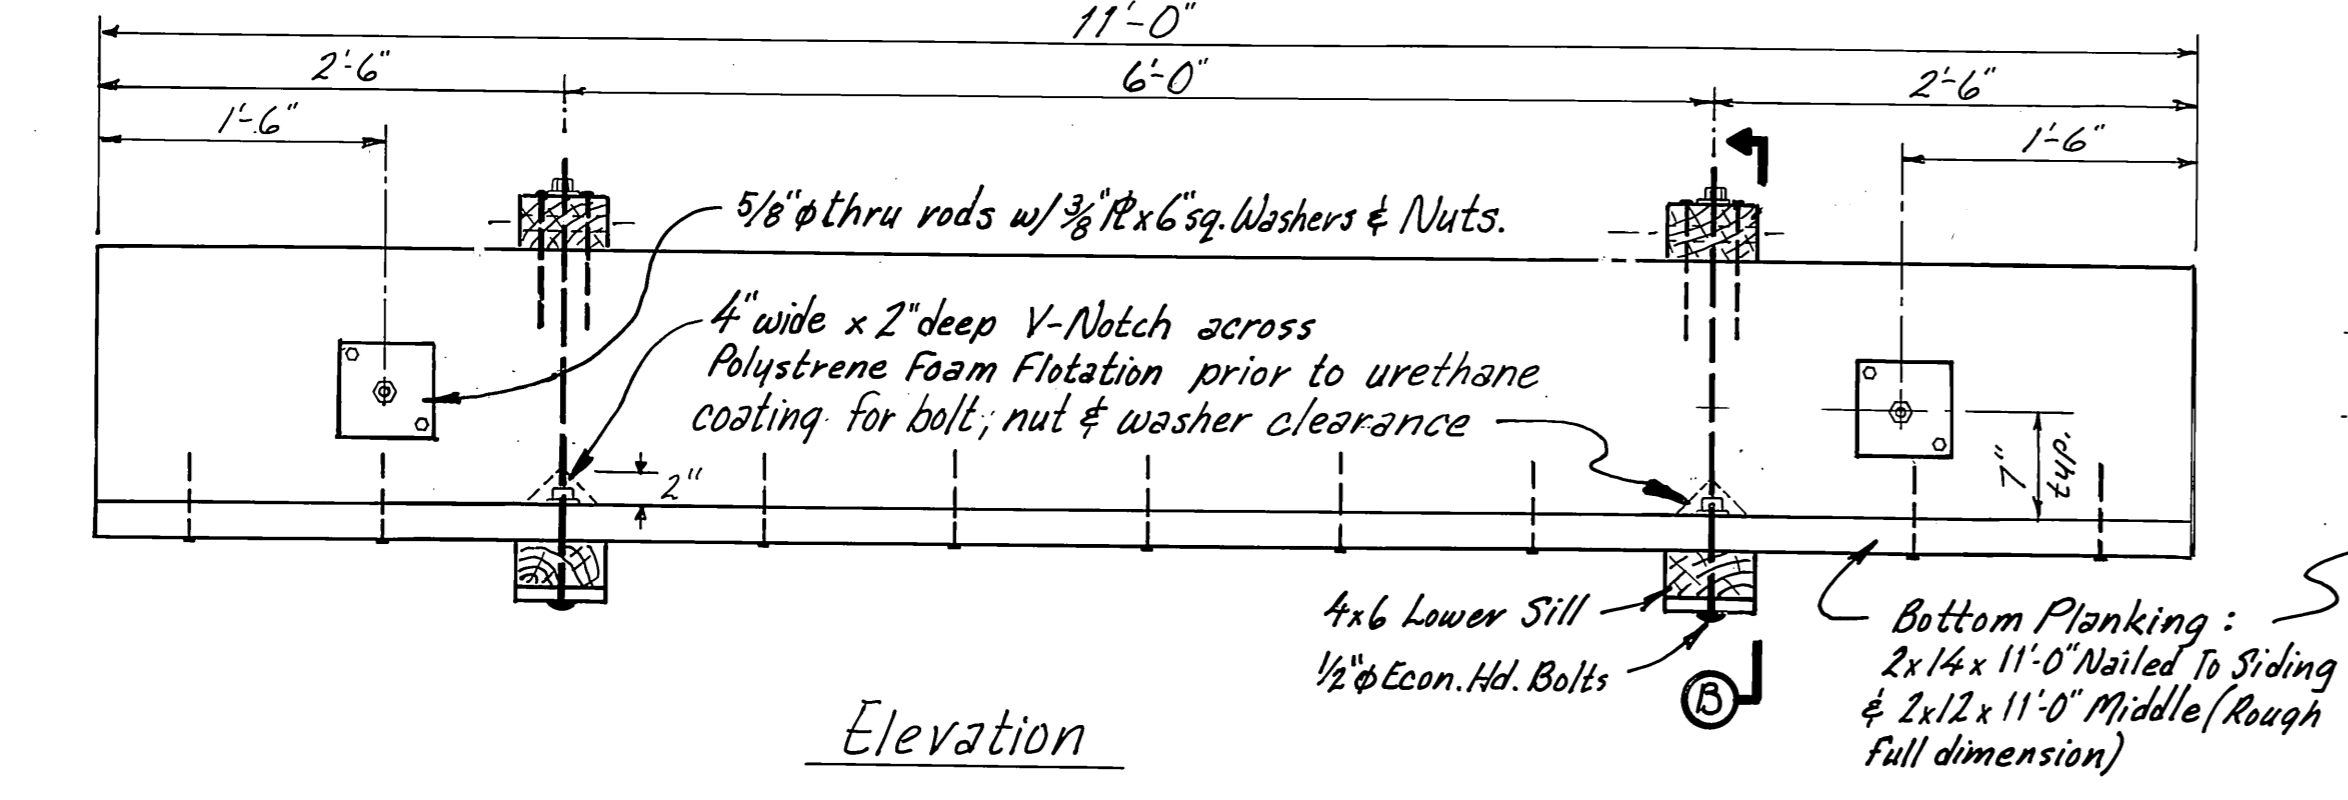 11'-0"
2'-6" 6'-0" 2'-6"
1'-6" 1'-6"
5/8"ϕ thru rods w/ 3/8" ℄ x 6" sq. Washers & Nuts.
4" wide x 2" deep V-Notch across
Polystrene Foam Flotation prior to urethane
coating for bolt, nut & washer clearance
2"
7"
typ.
4x6 Lower Sill
1/2"ϕ Econ. Hd. Bolts
B
Bottom Planking :
2x14 x 11'-0" Nailed To Siding
& 2x12 x 11'-0" Middle (Rough
full dimension)
Elevation